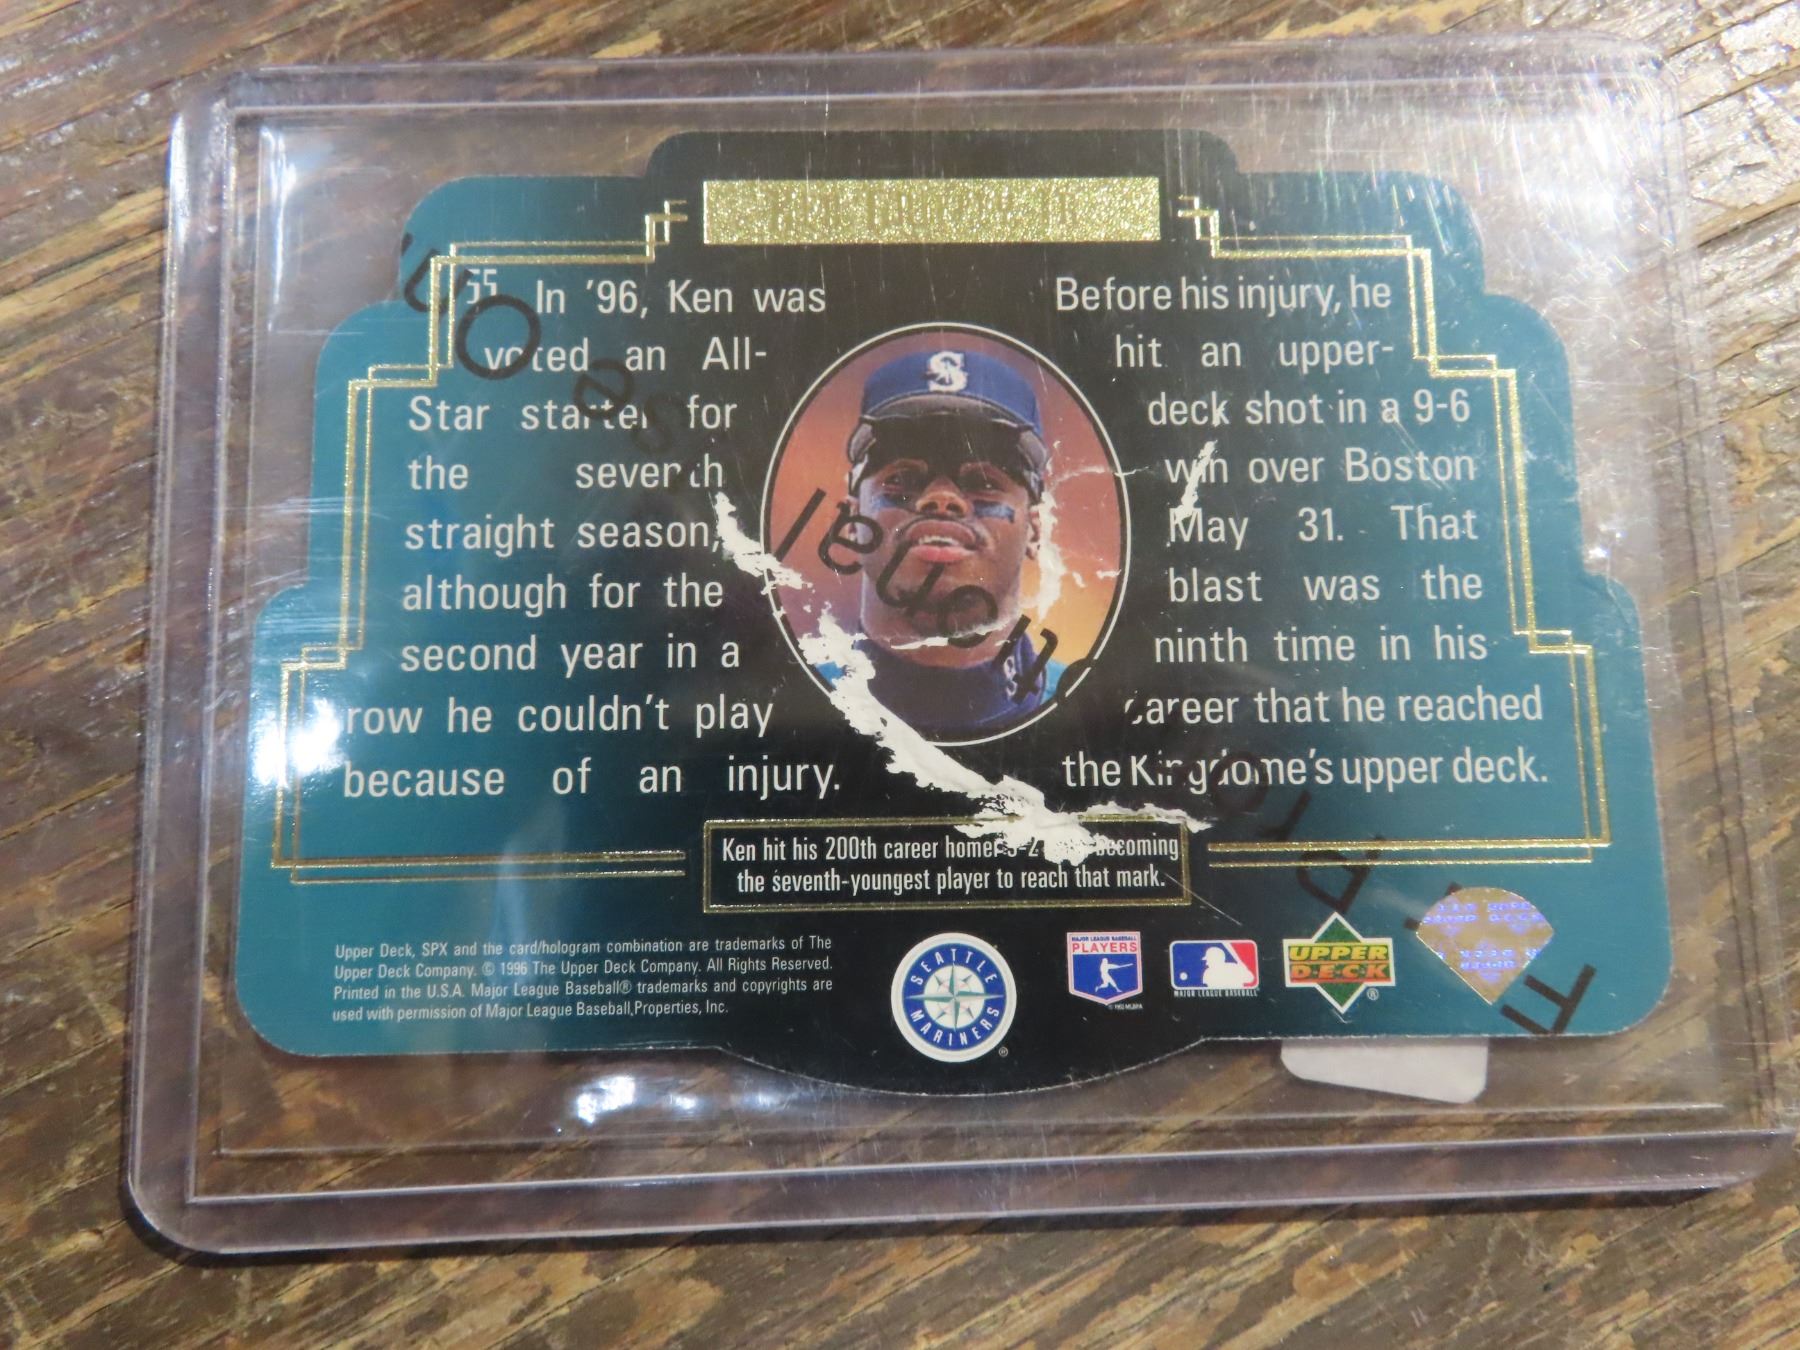 KEN GRIFFEY JR.
55 In '96, Ken was
voted an All-
Star starter for
the seventh
straight season,
although for the
second year in a
row he couldn't play
because of an injury.
Before his injury, he
hit an upper-
deck shot in a 9-6
win over Boston
May 31. That
blast was the
ninth time in his
career that he reached
the Kingdome's upper deck.
Ken hit his 200th career homer becoming
the seventh-youngest player to reach that mark.
Upper Deck, SPX and the card/hologram combination are trademarks of The
Upper Deck Company. © 1996 The Upper Deck Company. All Rights Reserved.
Printed in the U.S.A. Major League Baseball® trademarks and copyrights are
used with permission of Major League Baseball Properties, Inc.
SEATTLE
MARINERS
®
MAJOR LEAGUE BASEBALL
PLAYERS
MAJOR LEAGUE BASEBALL
UPPER
DECK
®
S